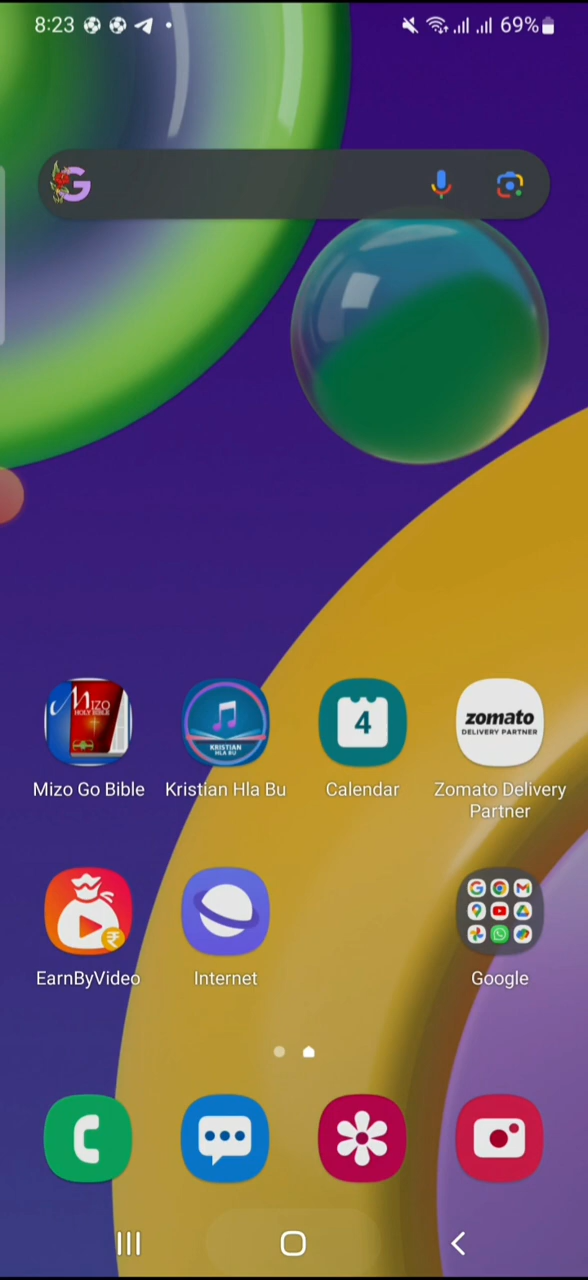 8:23
69%
G
MIZO
HOLY BIBLE
KRISTIAN
HLA BU
4
zomato
DELIVERY PARTNER
Mizo Go Bible
Kristian Hla Bu
Calendar
Zomato Delivery
Partner
₹
EarnByVideo
Internet
Google